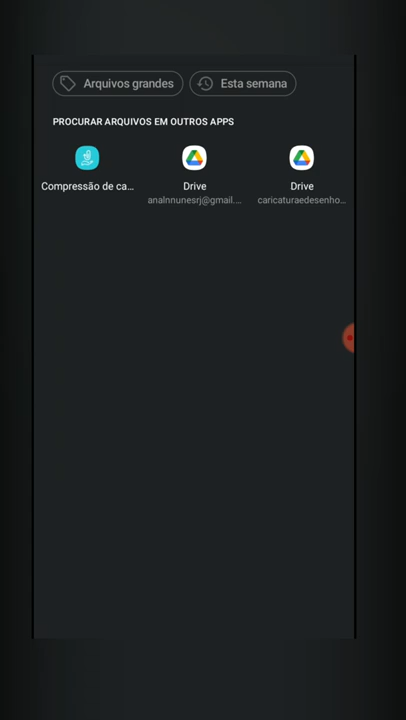 Arquivos grandes
Esta semana
PROCURAR ARQUIVOS EM OUTROS APPS
Compressão de ca...
Drive
analnnunesrj@gmail....
Drive
caricaturaedesenho...